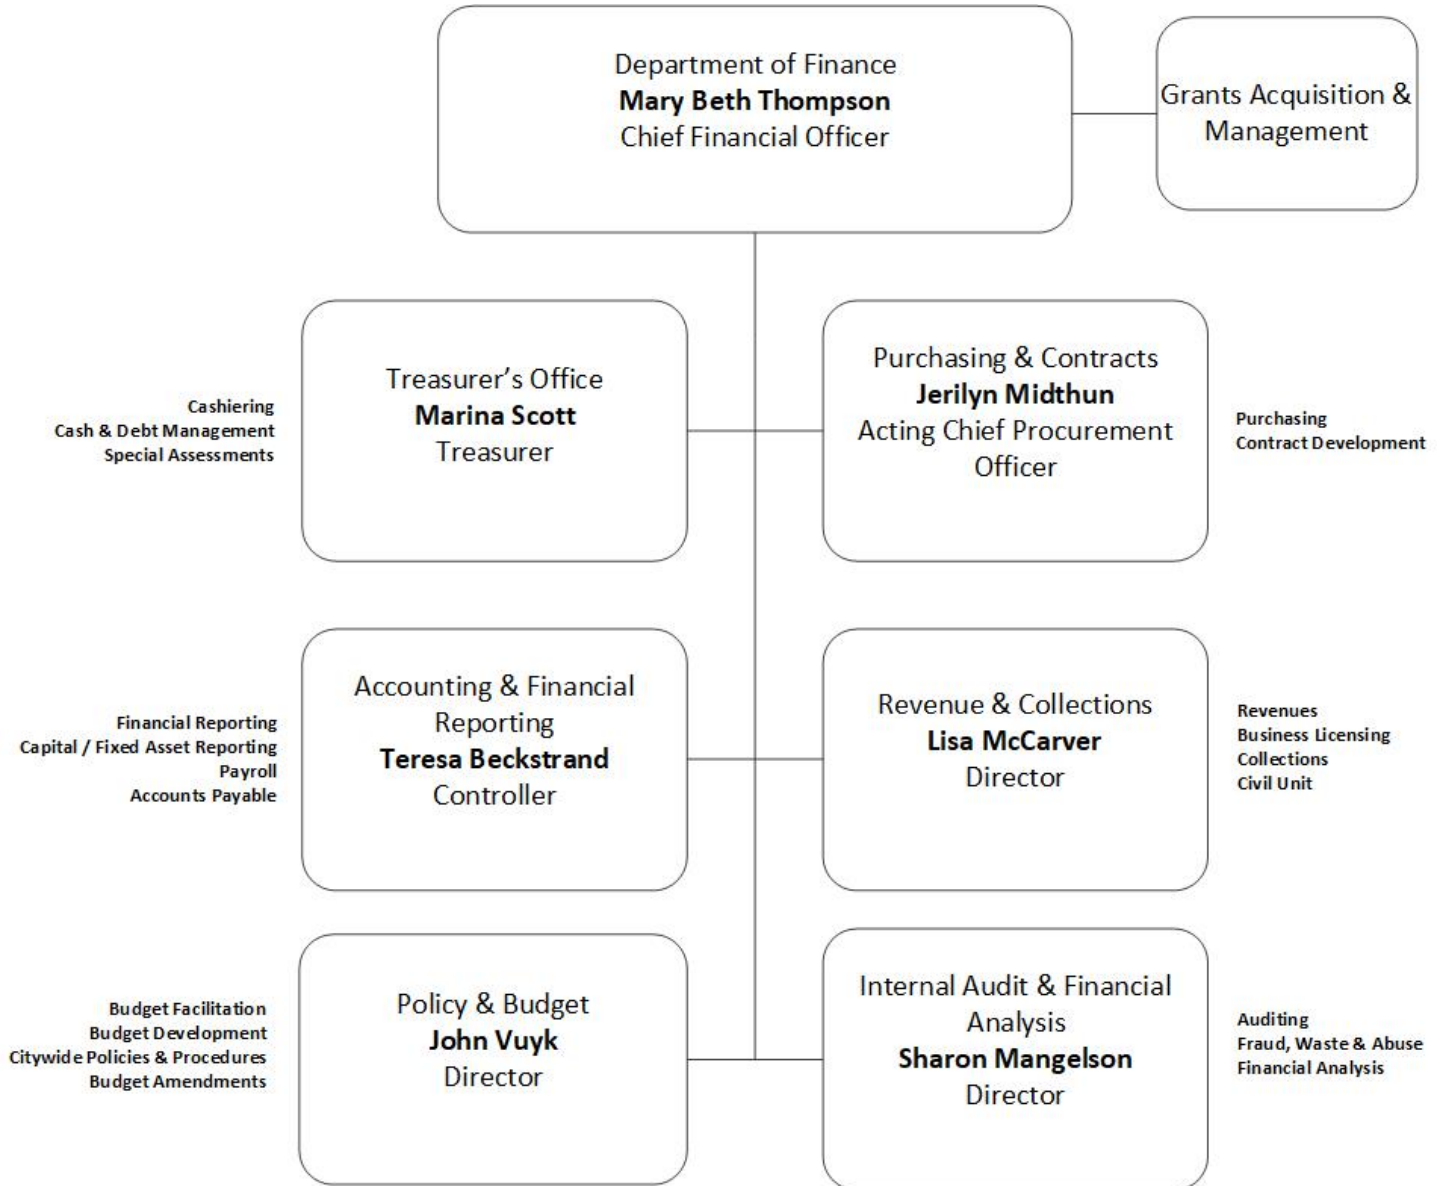 Department of Finance
Mary Beth Thompson
Chief Financial Officer
Grants Acquisition &
Management
Cashiering
Cash & Debt Management
Special Assessments
Treasurer’s Office
Marina Scott
Treasurer
Purchasing & Contracts
Jerilyn Midthun
Acting Chief Procurement
Officer
Purchasing
Contract Development
Financial Reporting
Capital / Fixed Asset Reporting
Payroll
Accounts Payable
Accounting & Financial
Reporting
Teresa Beckstrand
Controller
Revenue & Collections
Lisa McCarver
Director
Revenues
Business Licensing
Collections
Civil Unit
Budget Facilitation
Budget Development
Citywide Policies & Procedures
Budget Amendments
Policy & Budget
John Vuyk
Director
Internal Audit & Financial
Analysis
Sharon Mangelson
Director
Auditing
Fraud, Waste & Abuse
Financial Analysis